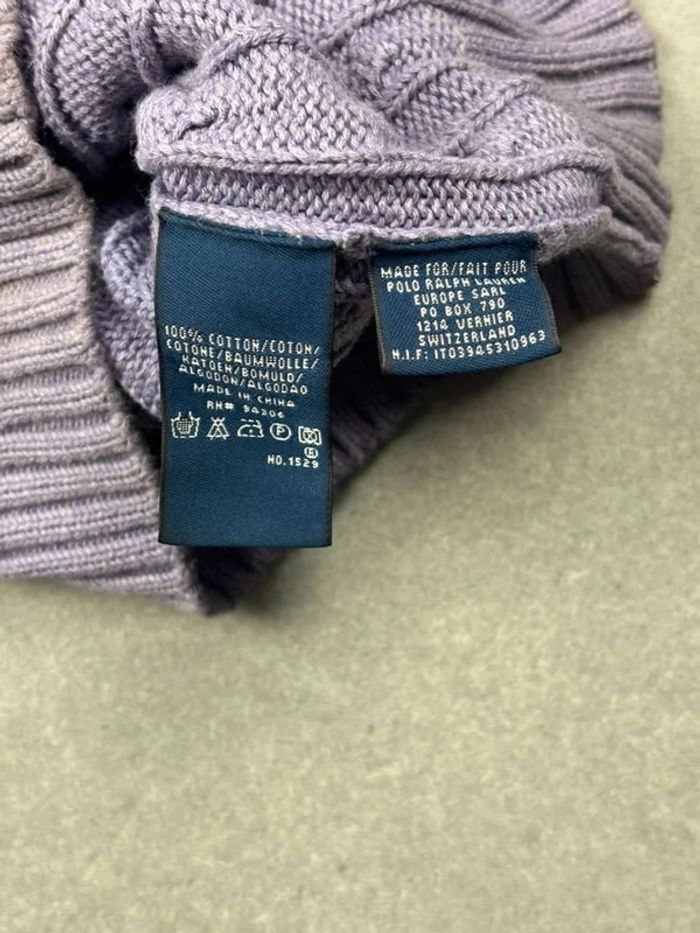 100% COTTON/COTON/
COTONE/BAUMWOLLE/
KATOEN/BOMULD/
ALGODON/ALGODAO
MADE IN CHINA
RN# 94306
P
NO.1529
MADE FOR/FAIT POUR
POLO RALPH LAUREN
EUROPE SARL
PO BOX 790
1214 VERNIER
SWITZERLAND
N.I.F: IT03945310963